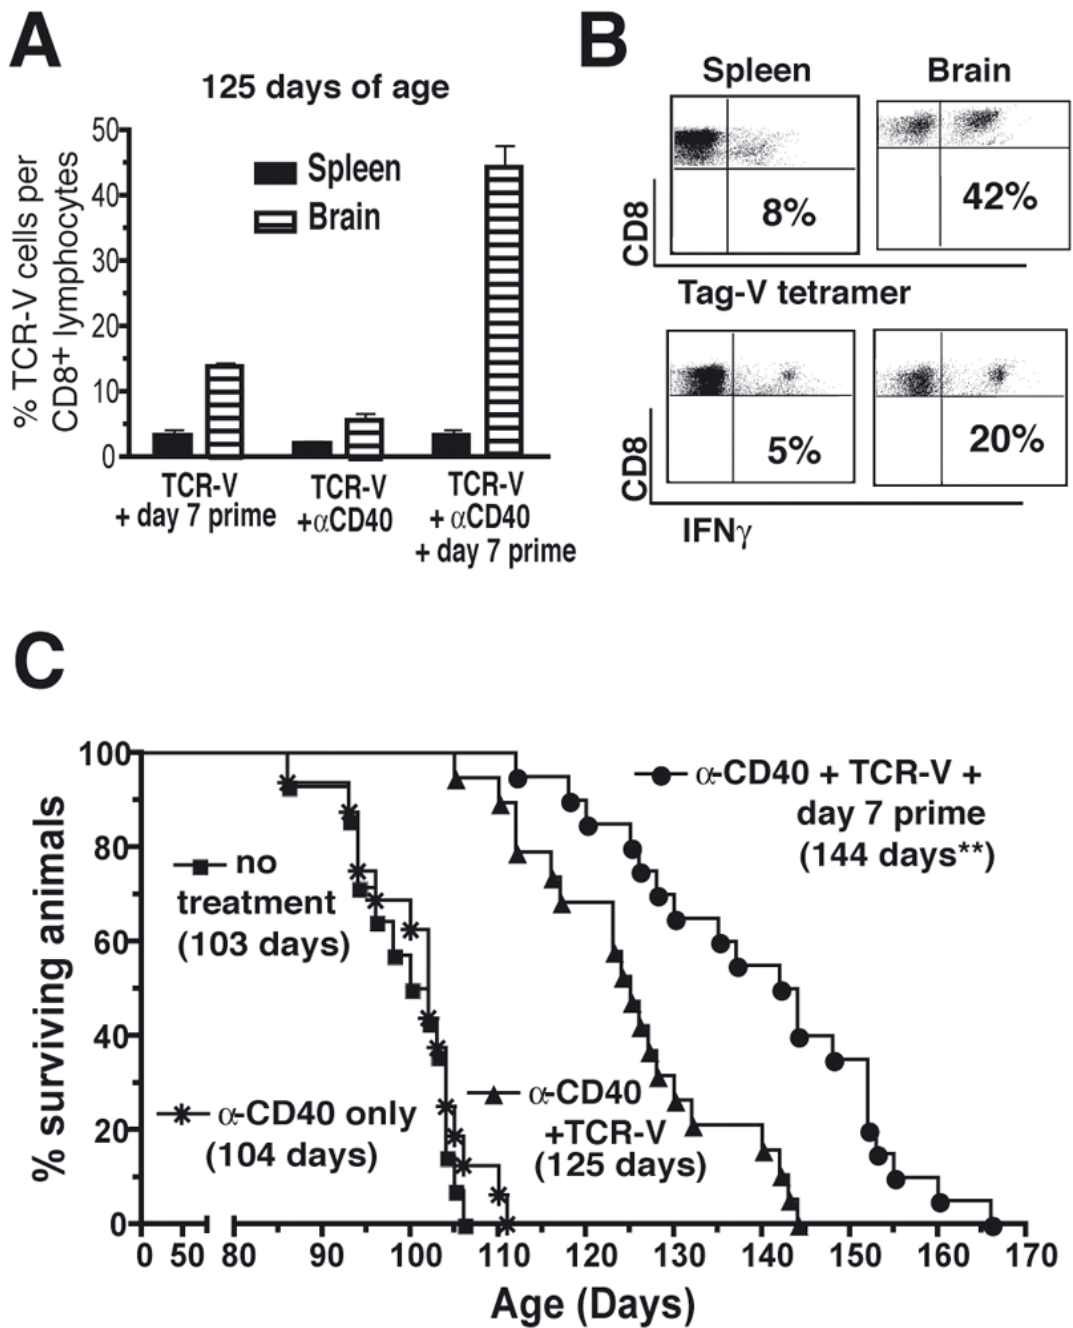 A
125 days of age
% TCR-V cells per
CD8+ lymphocytes
50
40
30
20
10
0
Spleen
Brain
TCR-V
+ day 7 prime
TCR-V
+αCD40
TCR-V
+ αCD40
+ day 7 prime
B
Spleen
Brain
CD8
8%
42%
Tag-V tetramer
CD8
5%
20%
IFNγ
C
% surviving animals
100
80
60
40
20
0
no
treatment
(103 days)
α-CD40 only
(104 days)
α-CD40
+TCR-V
(125 days)
α-CD40 + TCR-V +
day 7 prime
(144 days**)
0 50 80 90 100 110 120 130 140 150 160 170
Age (Days)